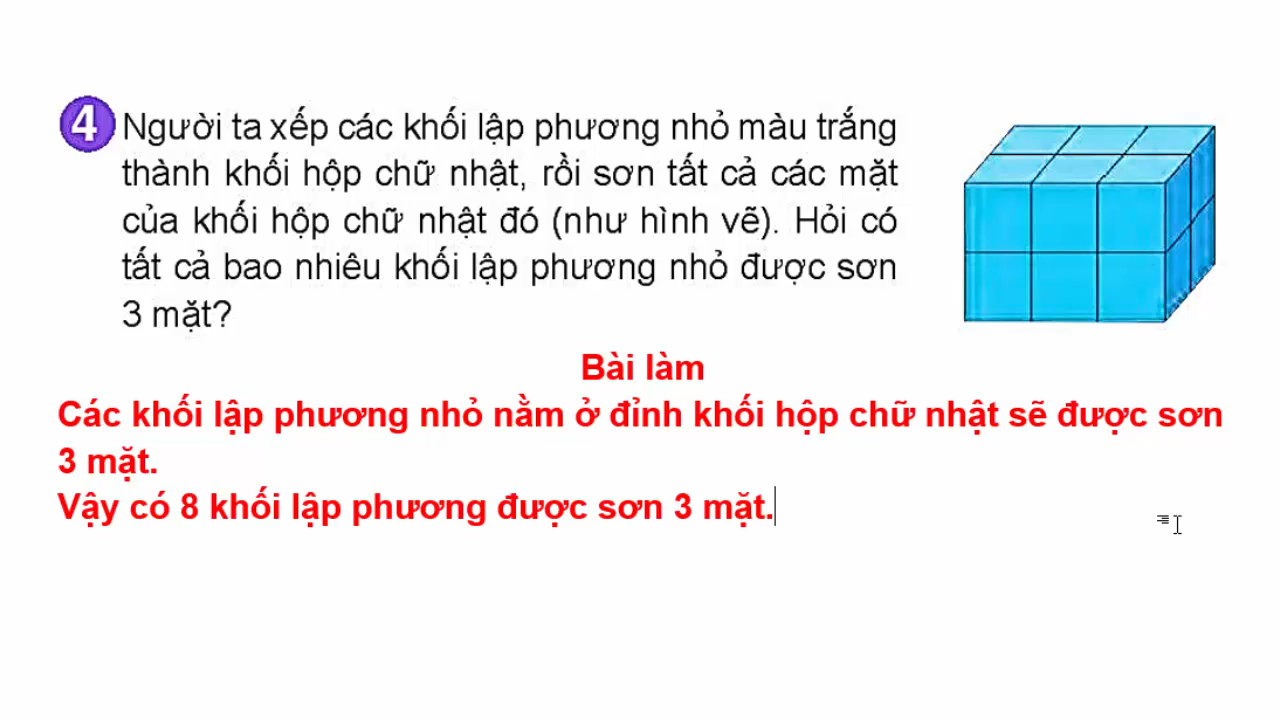 4 Người ta xếp các khối lập phương nhỏ màu trắng
thành khối hộp chữ nhật, rồi sơn tất cả các mặt
của khối hộp chữ nhật đó (như hình vẽ). Hỏi có
tất cả bao nhiêu khối lập phương nhỏ được sơn
3 mặt?
Bài làm
Các khối lập phương nhỏ nằm ở đỉnh khối hộp chữ nhật sẽ được sơn
3 mặt.
Vậy có 8 khối lập phương được sơn 3 mặt.